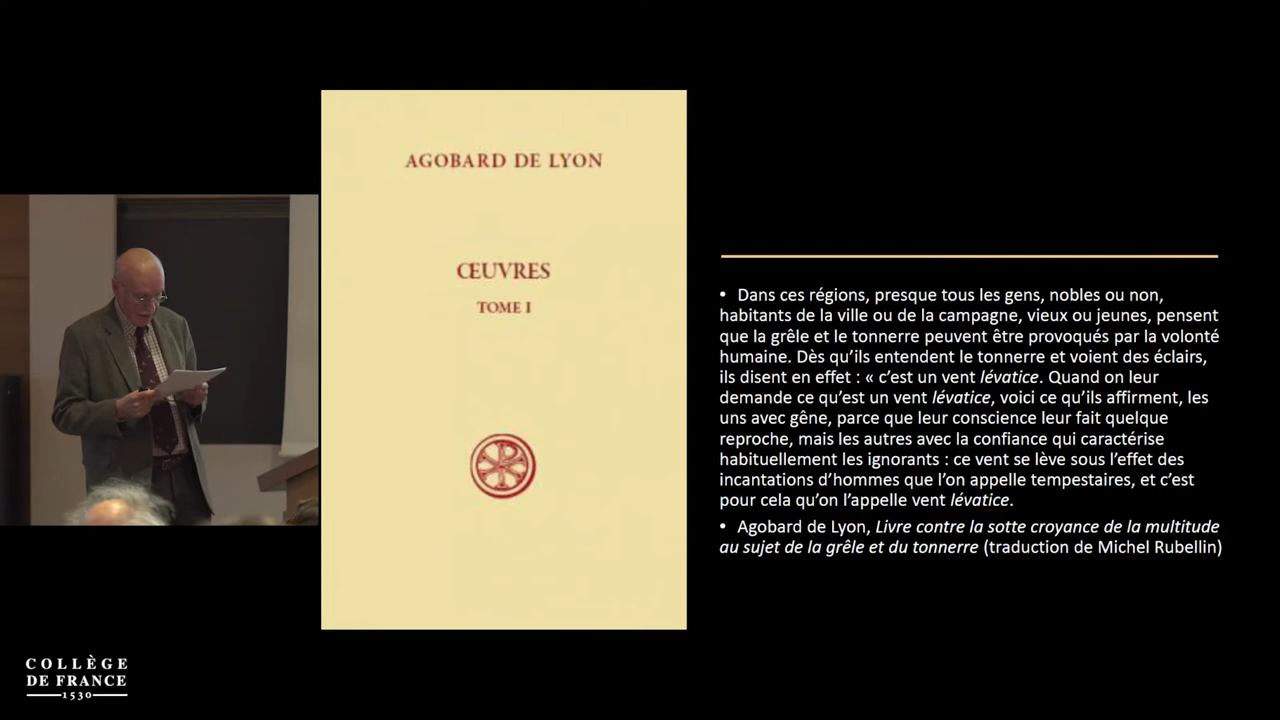 AGOBARD DE LYON
ŒUVRES
TOME I
• Dans ces régions, presque tous les gens, nobles ou non,
habitants de la ville ou de la campagne, vieux ou jeunes, pensent
que la grêle et le tonnerre peuvent être provoqués par la volonté
humaine. Dès qu’ils entendent le tonnerre et voient des éclairs,
ils disent en effet : « c’est un vent lévatice. Quand on leur
demande ce qu’est un vent lévatice, voici ce qu’ils affirment, les
uns avec gêne, parce que leur conscience leur fait quelque
reproche, mais les autres avec la confiance qui caractérise
habituellement les ignorants : ce vent se lève sous l’effet des
incantations d’hommes que l’on appelle tempestaires, et c’est
pour cela qu’on l’appelle vent lévatice.
• Agobard de Lyon, Livre contre la sotte croyance de la multitude
au sujet de la grêle et du tonnerre (traduction de Michel Rubellin)
COLLÈGE
DE FRANCE
1530